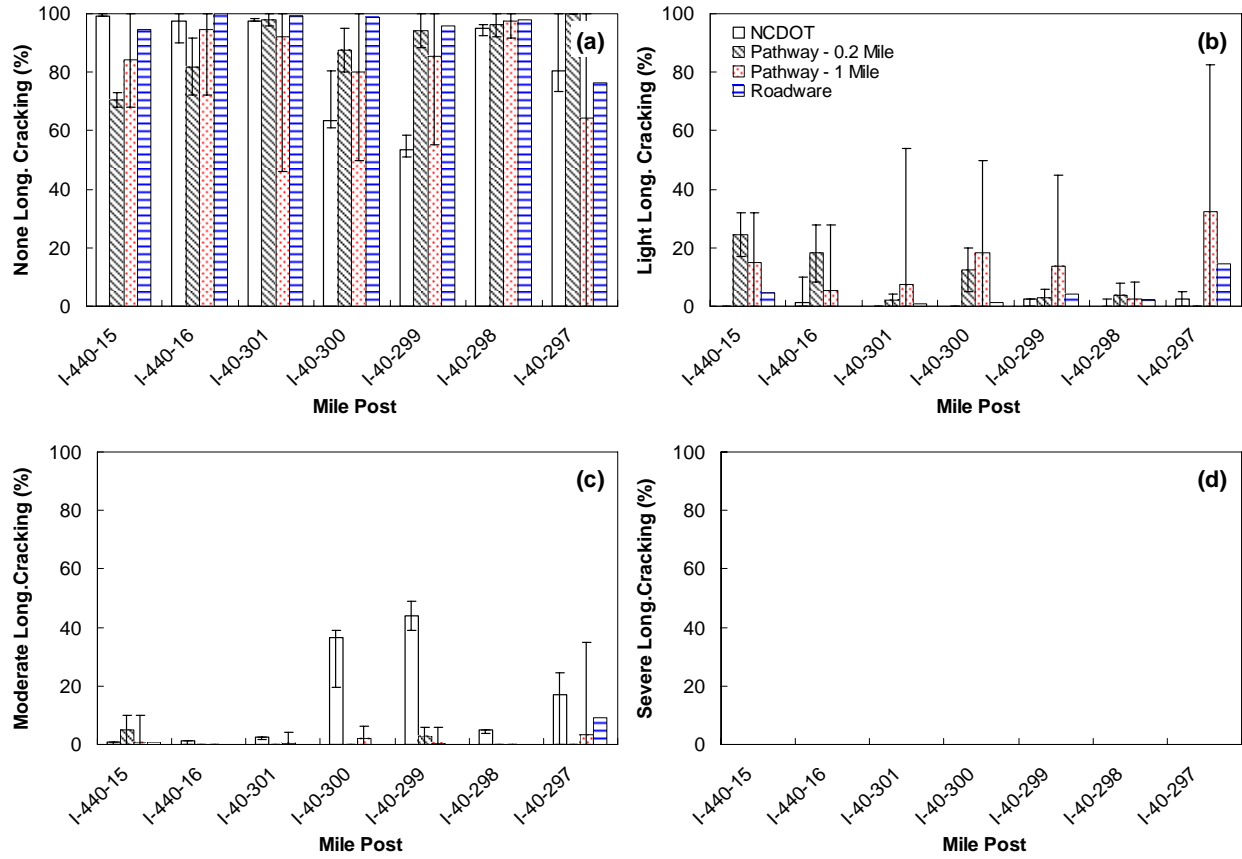 None Long. Cracking (%)
100
80
60
40
20
0
(a)
I-440-15
I-440-16
I-40-301
I-40-300
I-40-299
I-40-298
I-40-297
Mile Post
Light Long. Cracking (%)
100
80
60
40
20
0
(b)
NCDOT
Pathway - 0.2 Mile
Pathway - 1 Mile
Roadware
I-440-15
I-440-16
I-40-301
I-40-300
I-40-299
I-40-298
I-40-297
Mile Post
Moderate Long.Cracking (%)
100
80
60
40
20
0
(c)
I-440-15
I-440-16
I-40-301
I-40-300
I-40-299
I-40-298
I-40-297
Mile Post
Severe Long.Cracking (%)
100
80
60
40
20
0
(d)
I-440-15
I-440-16
I-40-301
I-40-300
I-40-299
I-40-298
I-40-297
Mile Post